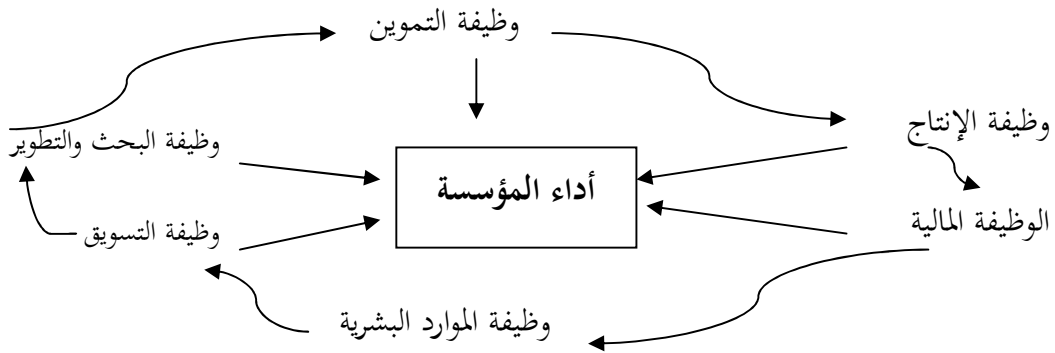 وظيفة التموين
وظيفة الإنتاج
وظيفة البحث والتطوير
أداء المؤسسة
الوظيفة المالية
وظيفة التسويق
وظيفة الموارد البشرية